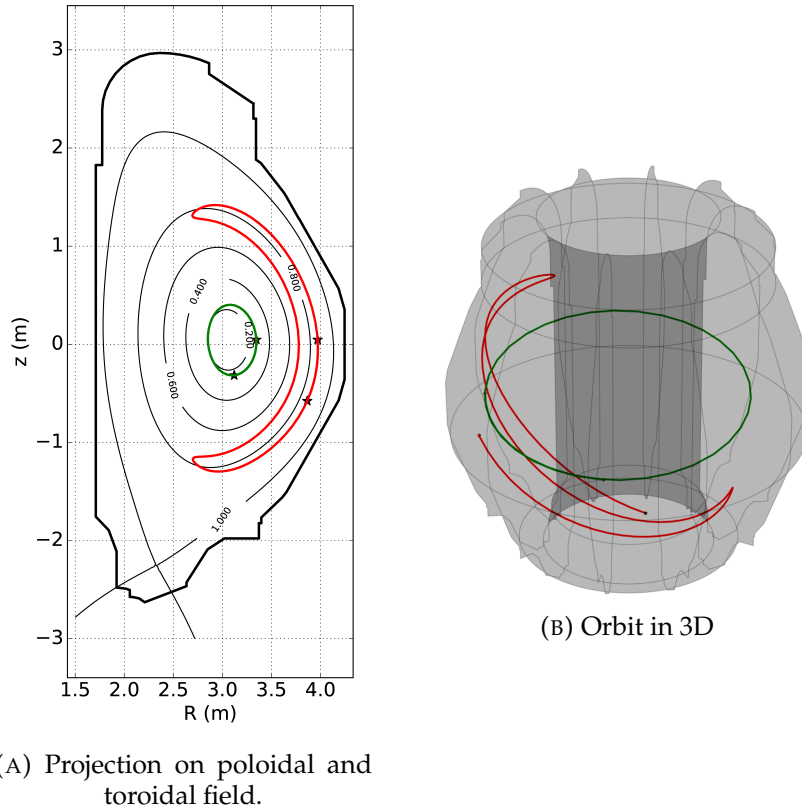 3
2
1
0
−1
−2
−3
z (m)
0.800
0.400
0.200
0.600
1.000
1.5 2.0 2.5 3.0 3.5 4.0
R (m)
(B) Orbit in 3D
(A) Projection on poloidal and
toroidal field.